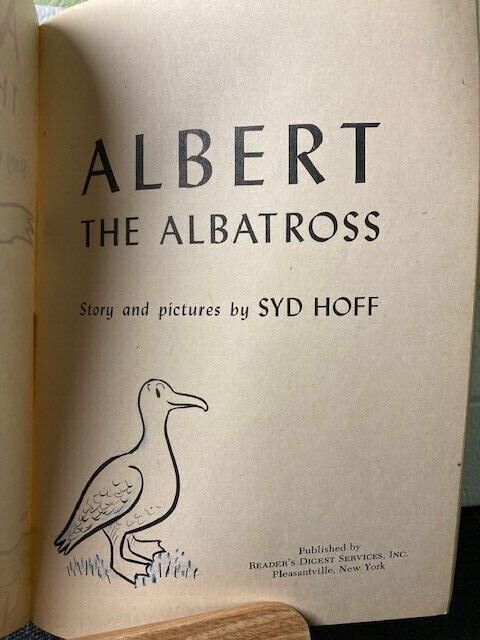 ALBERT
THE ALBATROSS
Story and pictures by SYD HOFF
Published by
READER'S DIGEST SERVICES, INC.
Pleasantville, New York